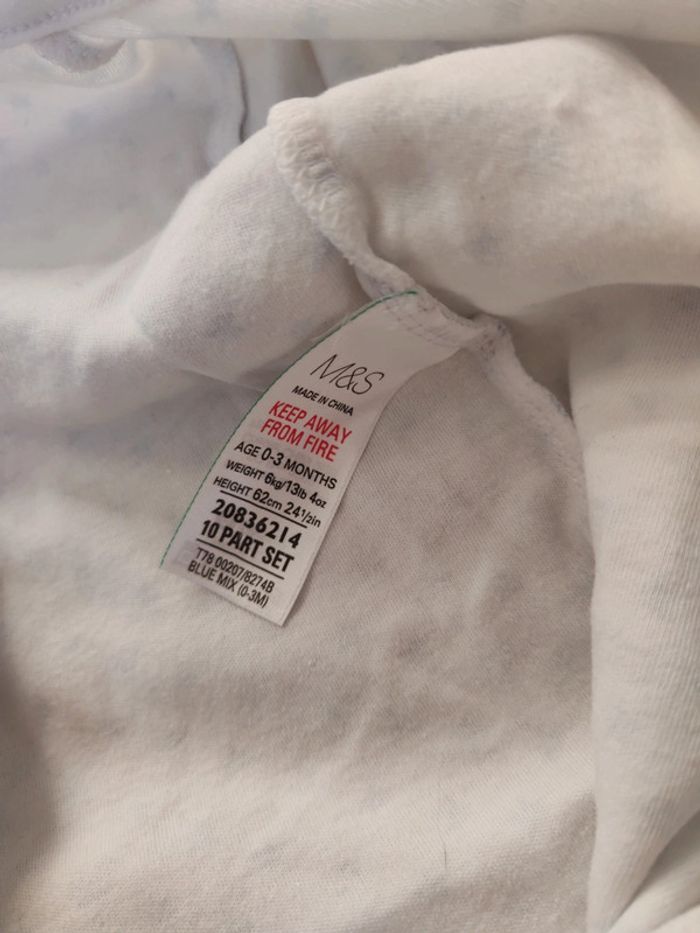 M&S
MADE IN CHINA
KEEP AWAY
FROM FIRE
AGE 0-3 MONTHS
WEIGHT 6kg/13lb 4oz
HEIGHT 62cm 24½in
20836214
10 PART SET
T78 00207/8274B
BLUE MIX (0-3M)